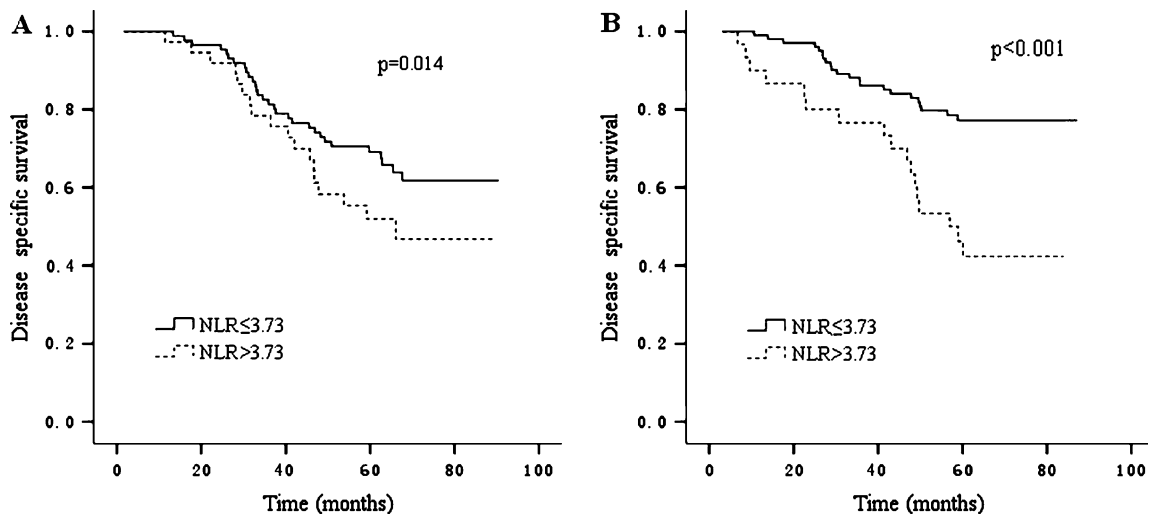 A
p=0.014
1.0
0.8
0.6
0.4
0.2
0.0
Disease specific survival
NLR≤3.73
NLR>3.73
0 20 40 60 80 100
Time (months)
B
p<0.001
1.0
0.8
0.6
0.4
0.2
0.0
Disease specific survival
NLR≤3.73
NLR>3.73
0 20 40 60 80 100
Time (months)